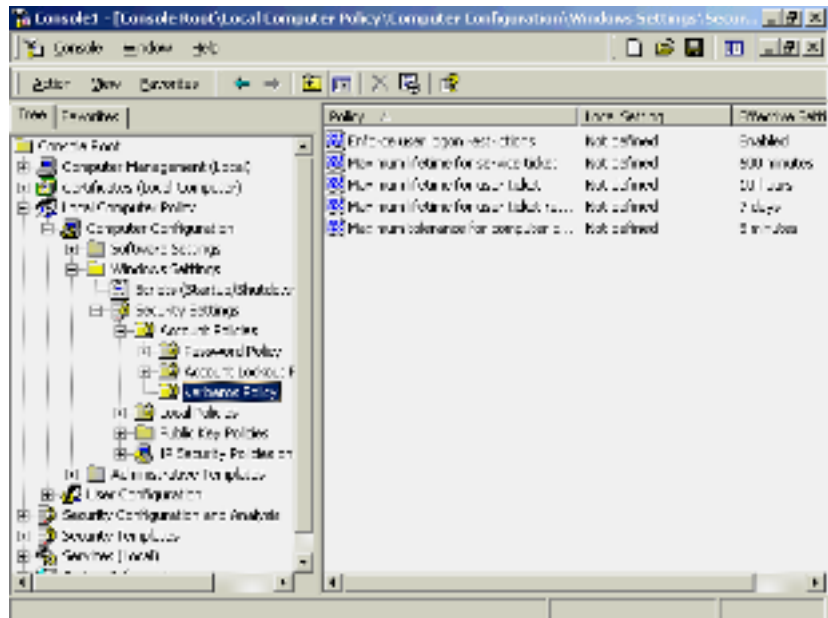 Console1 - [Console Root\Local Computer Policy\Computer Configuration\Windows Settings\Secur...
Console Window Help
Action View Favorites
Tree Favorites
Policy Local Setting Effective Setti
Console Root
Computer Management (Local)
Certificates (Local Computer)
Local Computer Policy
Computer Configuration
Software Settings
Windows Settings
Scripts (Startup/Shutdow
Security Settings
Account Policies
Password Policy
Account Lockout P
Kerberos Policy
Local Policies
Public Key Policies
IP Security Policies on
Administrative Templates
User Configuration
Security Configuration and Analysis
Security Templates
Services (Local)
Enforce user logon restrictions Not defined Enabled
Maximum lifetime for service ticket Not defined 600 minutes
Maximum lifetime for user ticket Not defined 10 hours
Maximum lifetime for user ticket re... Not defined 7 days
Maximum tolerance for computer c... Not defined 5 minutes